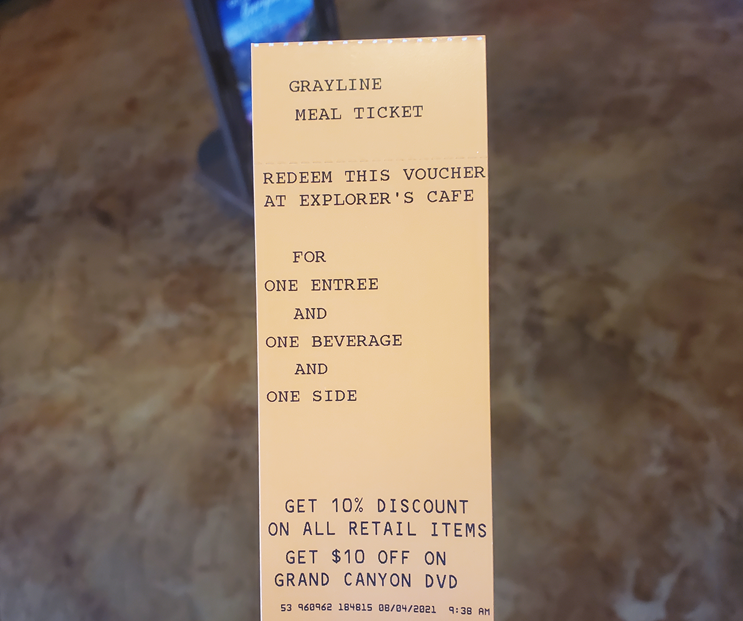 GRAYLINE
MEAL TICKET
REDEEM THIS VOUCHER
AT EXPLORER'S CAFE
FOR
ONE ENTREE
AND
ONE BEVERAGE
AND
ONE SIDE
GET 10% DISCOUNT
ON ALL RETAIL ITEMS
GET $10 OFF ON
GRAND CANYON DVD
53 960962 184815 08/04/2021 9:38 AM